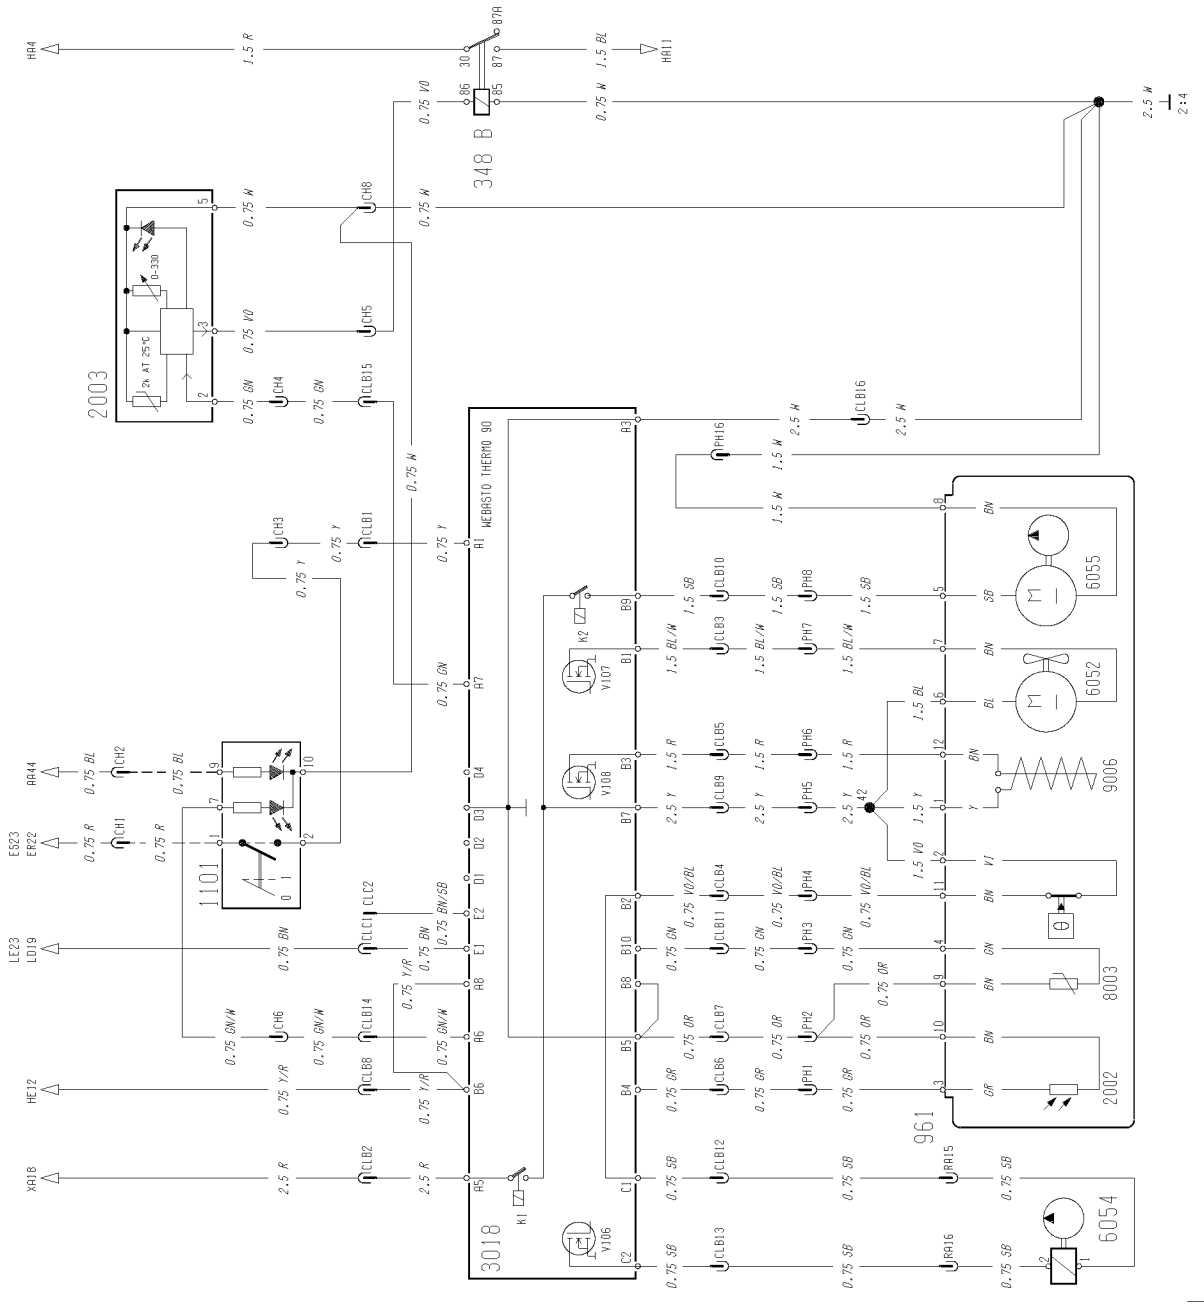 HA4
1.5 R
30
87A
87
1.5 BL
HA11
0.75 VO
86
85
0.75 W
348 B
2.5 W
2:4
2003
5
0-330
2k AT 25°C
3
2
0.75 W
CH8
0.75 W
0.75 VO
CH5
0.75 GN
CH4
0.75 GN
CLB15
0.75 W
CH3
0.75 Y
CLB1
0.75 Y
0.75 Y
0.75 GN
AA44
0.75 BL
CH2
0.75 BL
ES23
ER22
0.75 R
CH1
0.75 R
1101
9
7
1
10
2
0 1
LE23
LD19
0.75 BN
CLC1
0.75 BN
CLC2
0.75 BN/SB
0.75 Y/R
0.75 GN/W
CH6
0.75 GN/W
CLB14
0.75 GN/W
HE12
0.75 Y/R
CLB8
0.75 Y/R
XA18
2.5 R
CLB2
2.5 R
WEBASTO THERMO 90
3018
A1
A7
D4
D3
D2
D1
E2
E1
A8
A6
B6
A5
K1
K2
V107
V108
V106
A3
B9
B1
B3
B7
B2
B10
B8
B5
B4
C1
C2
2.5 W
CLB16
2.5 W
PH16
1.5 W
1.5 W
1.5 SB
CLB10
1.5 SB
PH8
1.5 SB
1.5 BL/W
CLB3
1.5 BL/W
PH7
1.5 BL/W
1.5 R
CLB5
1.5 R
PH6
1.5 R
2.5 Y
CLB9
2.5 Y
PH5
2.5 Y
42
1.5 BL
1.5 Y
1.5 VO
0.75 VO/BL
CLB4
0.75 VO/BL
PH4
0.75 VO/BL
0.75 GN
CLB11
0.75 GN
PH3
0.75 GN
0.75 OR
CLB7
0.75 OR
PH2
0.75 OR
0.75 OR
0.75 GR
CLB6
0.75 GR
PH1
0.75 GR
0.75 SB
CLB12
0.75 SB
RA15
0.75 SB
0.75 SB
CLB13
0.75 SB
RA16
0.75 SB
961
8
5
7
6
12
1
2
11
4
9
10
3
BN
SB
BN
BL
BN
Y
VI
BN
GN
BN
BN
GR
M
6055
M
6052
9006
θ
8003
2002
2
1
6054